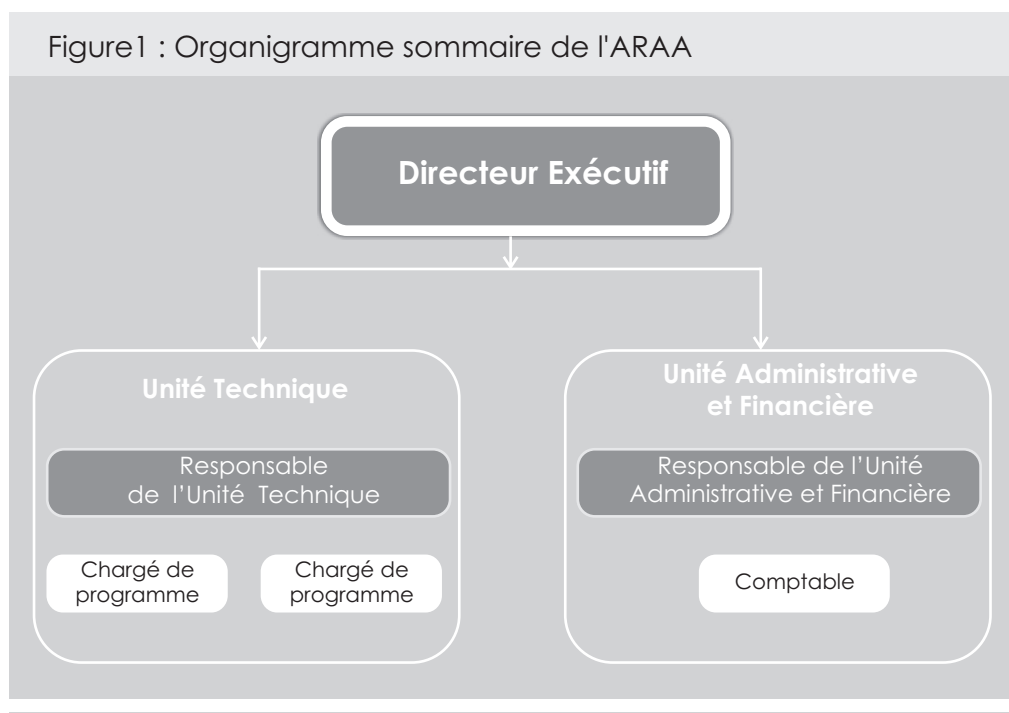 Figure1 : Organigramme sommaire de l'ARAA
Directeur Exécutif
Unité Technique
Responsable
de l’Unité Technique
Chargé de
programme
Chargé de
programme
Unité Administrative
et Financière
Responsable de l’Unité
Administrative et Financière
Comptable